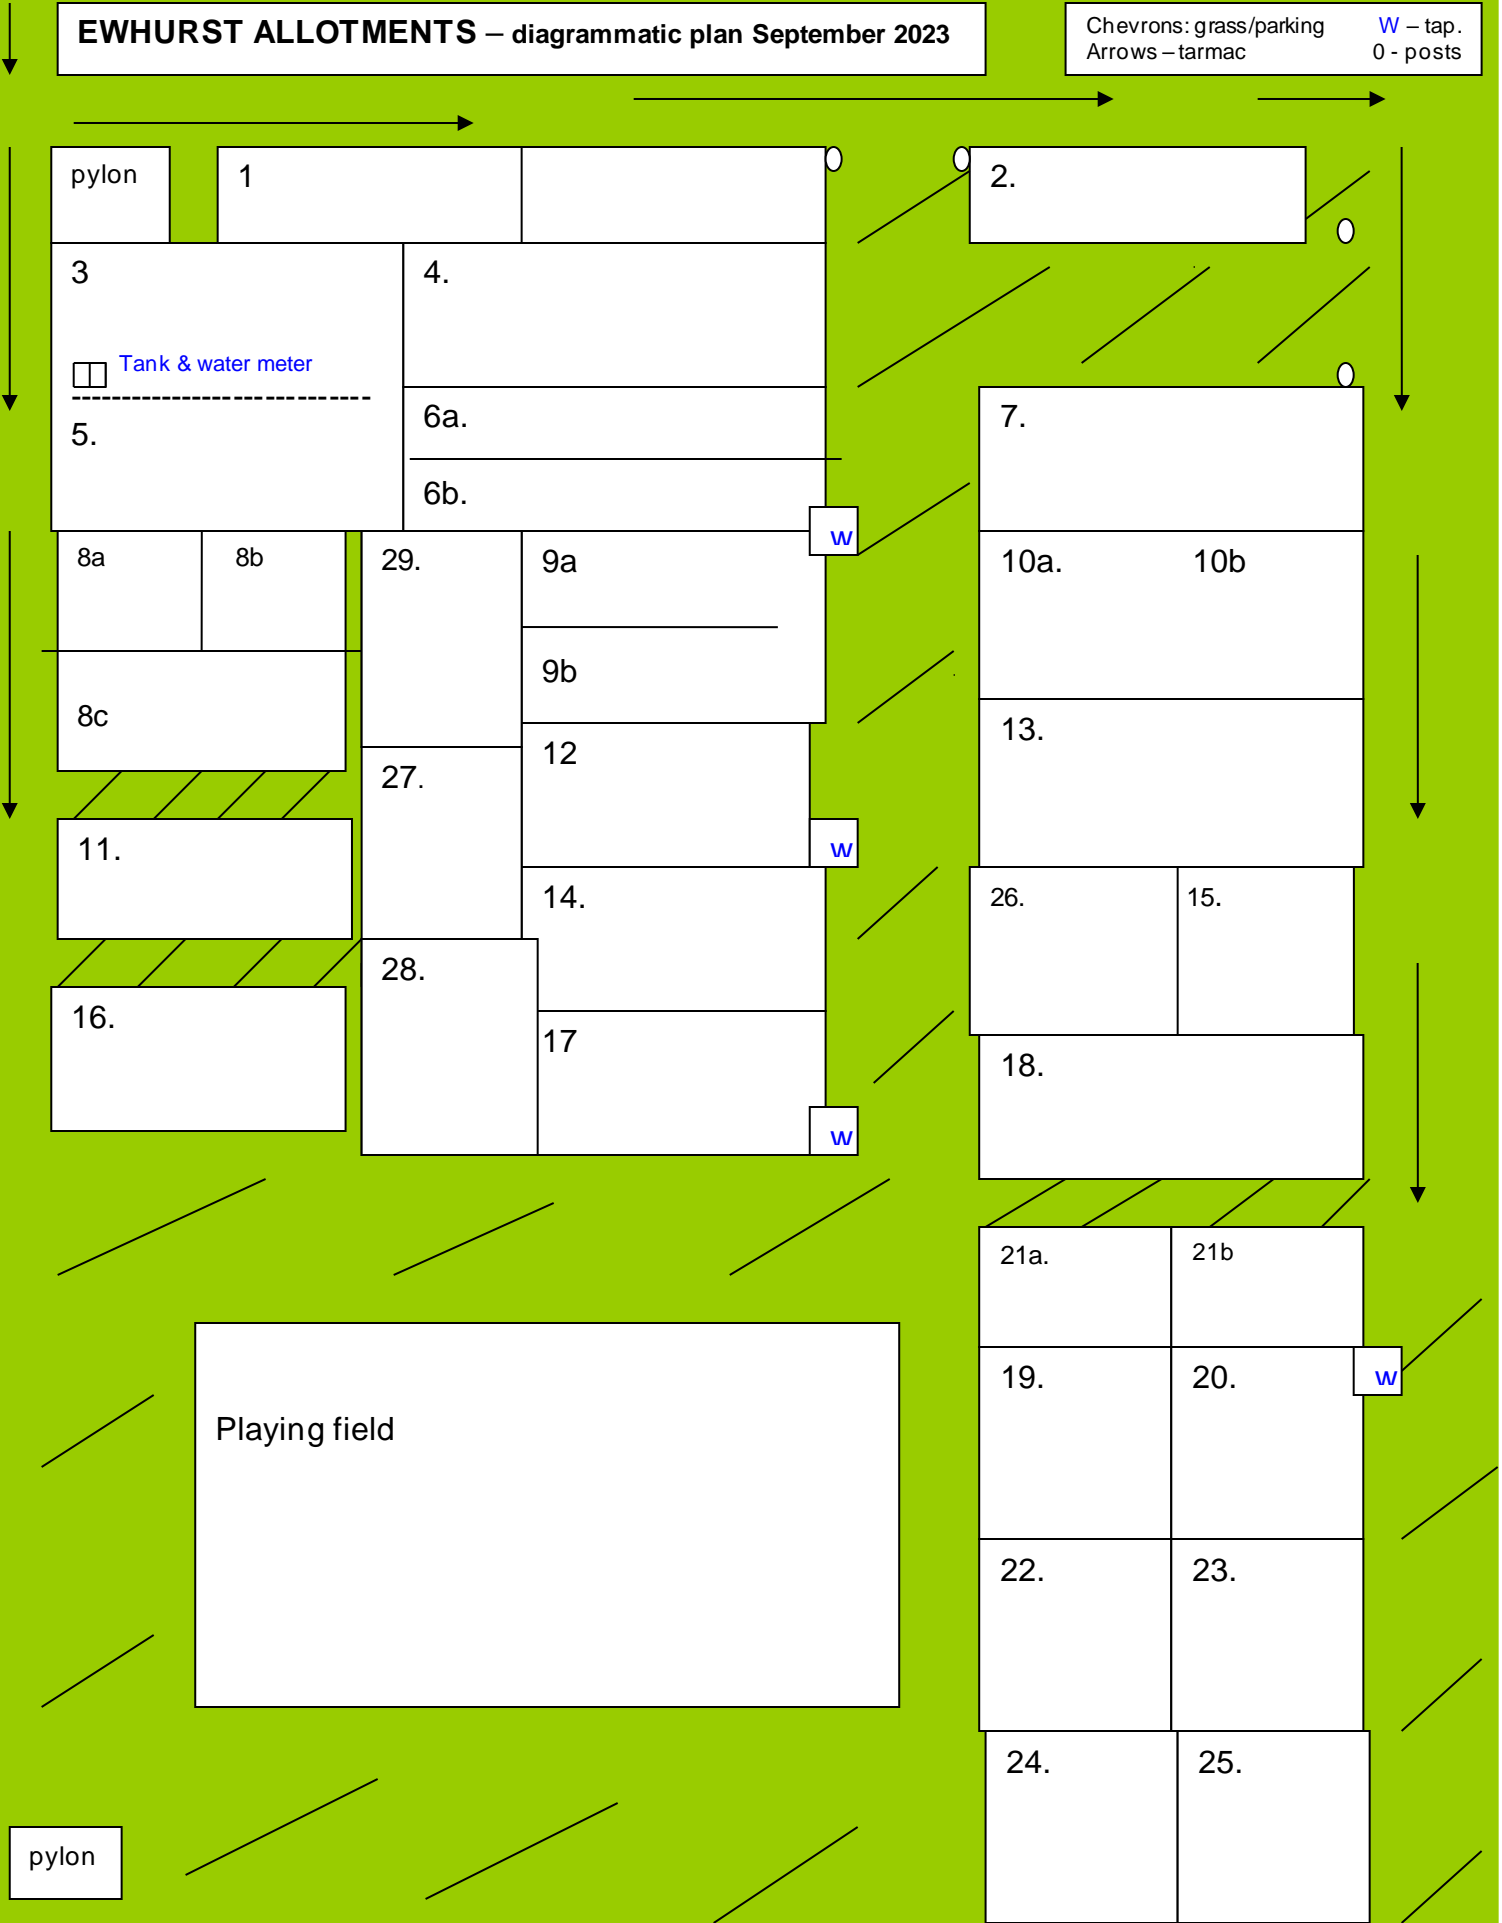 EWHURST ALLOTMENTS – diagrammatic plan September 2023
Chevrons: grass/parking W – tap.
Arrows – tarmac 0 - posts
pylon
1
2.
3
4.
Tank & water meter
5.
6a.
6b.
7.
W
8a
8b
29.
9a
10a.
10b
9b
8c
13.
12
27.
11.
W
14.
26.
15.
28.
16.
17
18.
W
21a.
21b
19.
20.
W
Playing field
22.
23.
24.
25.
pylon